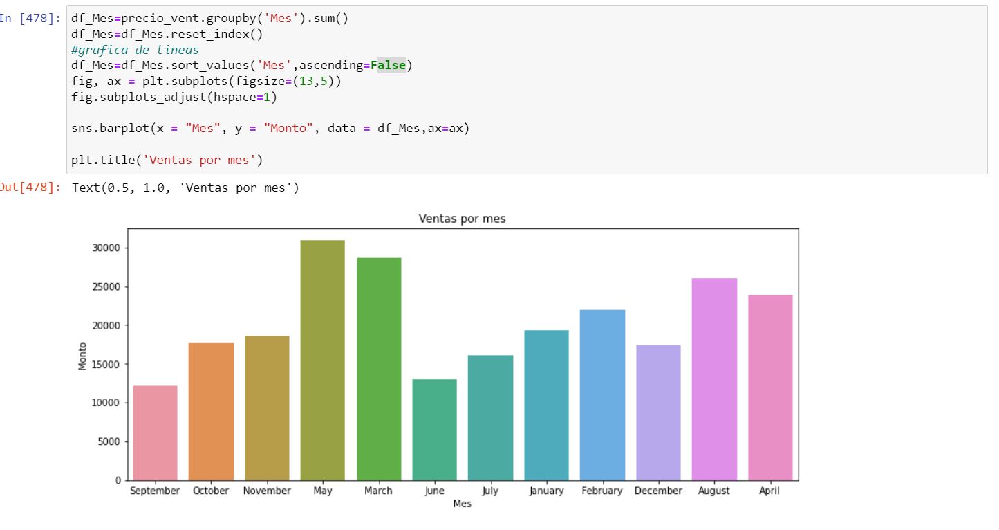 In [478]: df_Mes=precio_vent.groupby('Mes').sum()
df_Mes=df_Mes.reset_index()
#grafica de lineas
df_Mes=df_Mes.sort_values('Mes',ascending=False)
fig, ax = plt.subplots(figsize=(13,5))
fig.subplots_adjust(hspace=1)
sns.barplot(x = "Mes", y = "Monto", data = df_Mes,ax=ax)
plt.title('Ventas por mes')
Out[478]: Text(0.5, 1.0, 'Ventas por mes')
Ventas por mes
30000
25000
20000
15000
10000
5000
0
Monto
September October November May March June July January February December August April
Mes